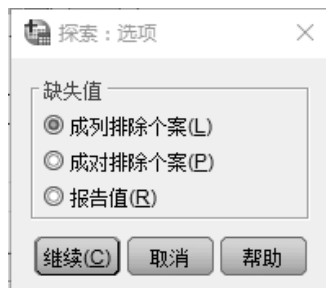 探索：选项
缺失值
成列排除个案(L)
成对排除个案(P)
报告值(R)
继续(C) 取消 帮助